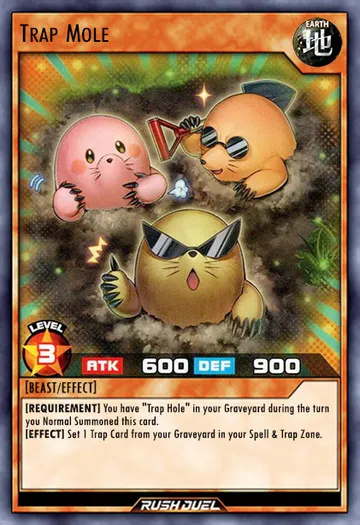 Trap Mole
EARTH
地
LEVEL
3
ATK 600 DEF 900
[BEAST/EFFECT]
[REQUIREMENT] You have "Trap Hole" in your Graveyard during the turn
you Normal Summoned this card.
[EFFECT] Set 1 Trap Card from your Graveyard in your Spell & Trap Zone.
RUSH DUEL